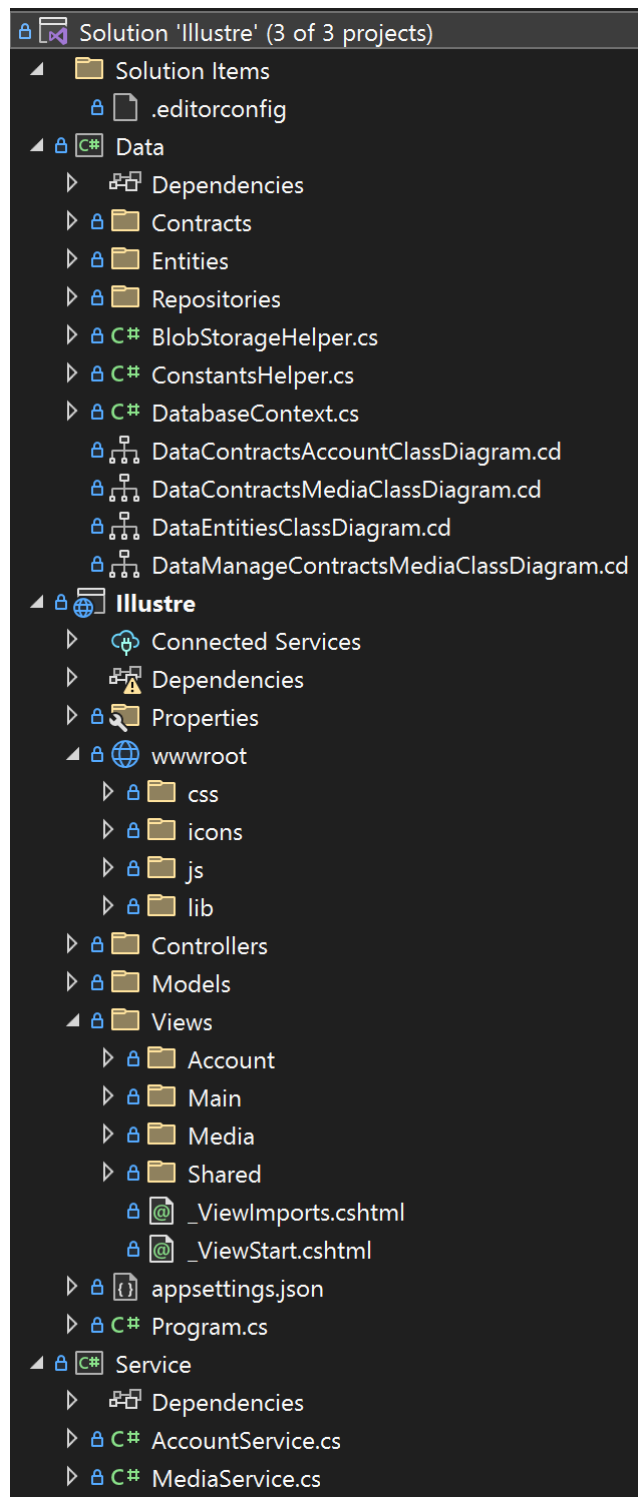 Solution 'Illustre' (3 of 3 projects)
Solution Items
.editorconfig
C# Data
Dependencies
Contracts
Entities
Repositories
C# BlobStorageHelper.cs
C# ConstantsHelper.cs
C# DatabaseContext.cs
DataContractsAccountClassDiagram.cd
DataContractsMediaClassDiagram.cd
DataEntitiesClassDiagram.cd
DataManageContractsMediaClassDiagram.cd
Illustre
Connected Services
Dependencies
Properties
wwwroot
css
icons
js
lib
Controllers
Models
Views
Account
Main
Media
Shared
@ _ViewImports.cshtml
@ _ViewStart.cshtml
appsettings.json
C# Program.cs
C# Service
Dependencies
C# AccountService.cs
C# MediaService.cs